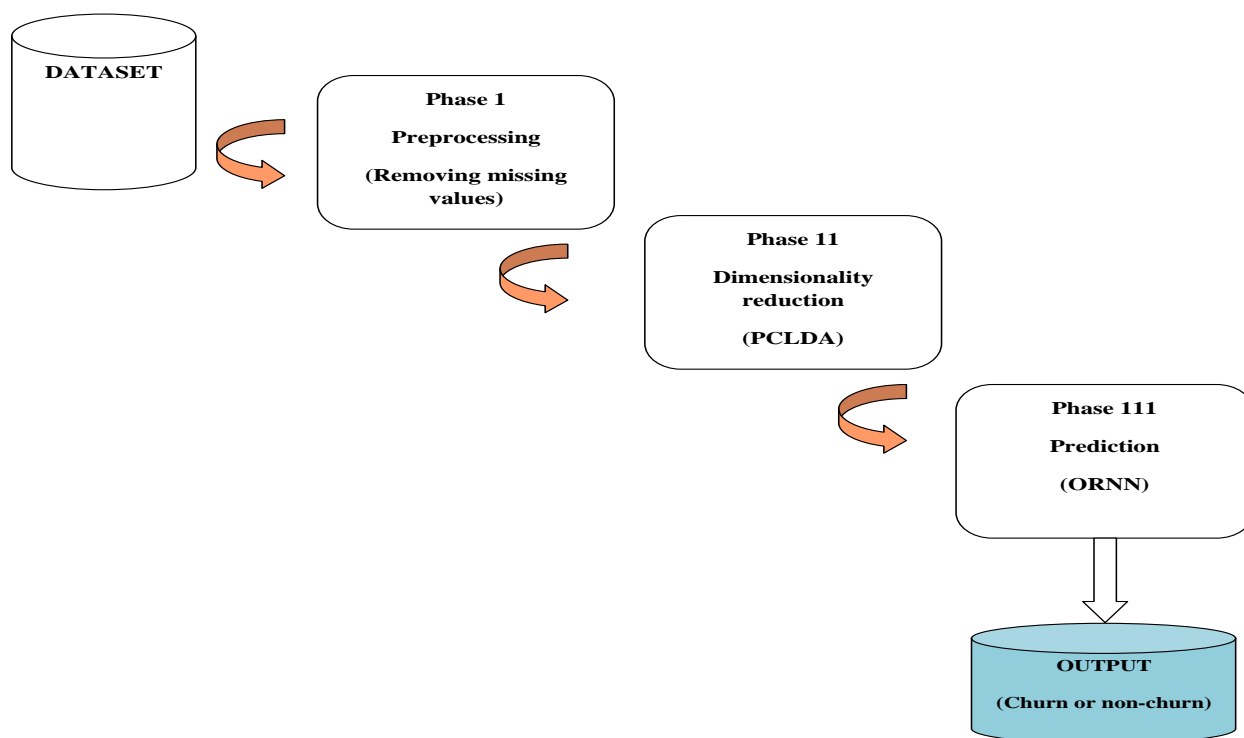 DATASET
Phase 1
Preprocessing
(Removing missing
values)
Phase 11
Dimensionality
reduction
(PCLDA)
Phase 111
Prediction
(ORNN)
OUTPUT
(Churn or non-churn)